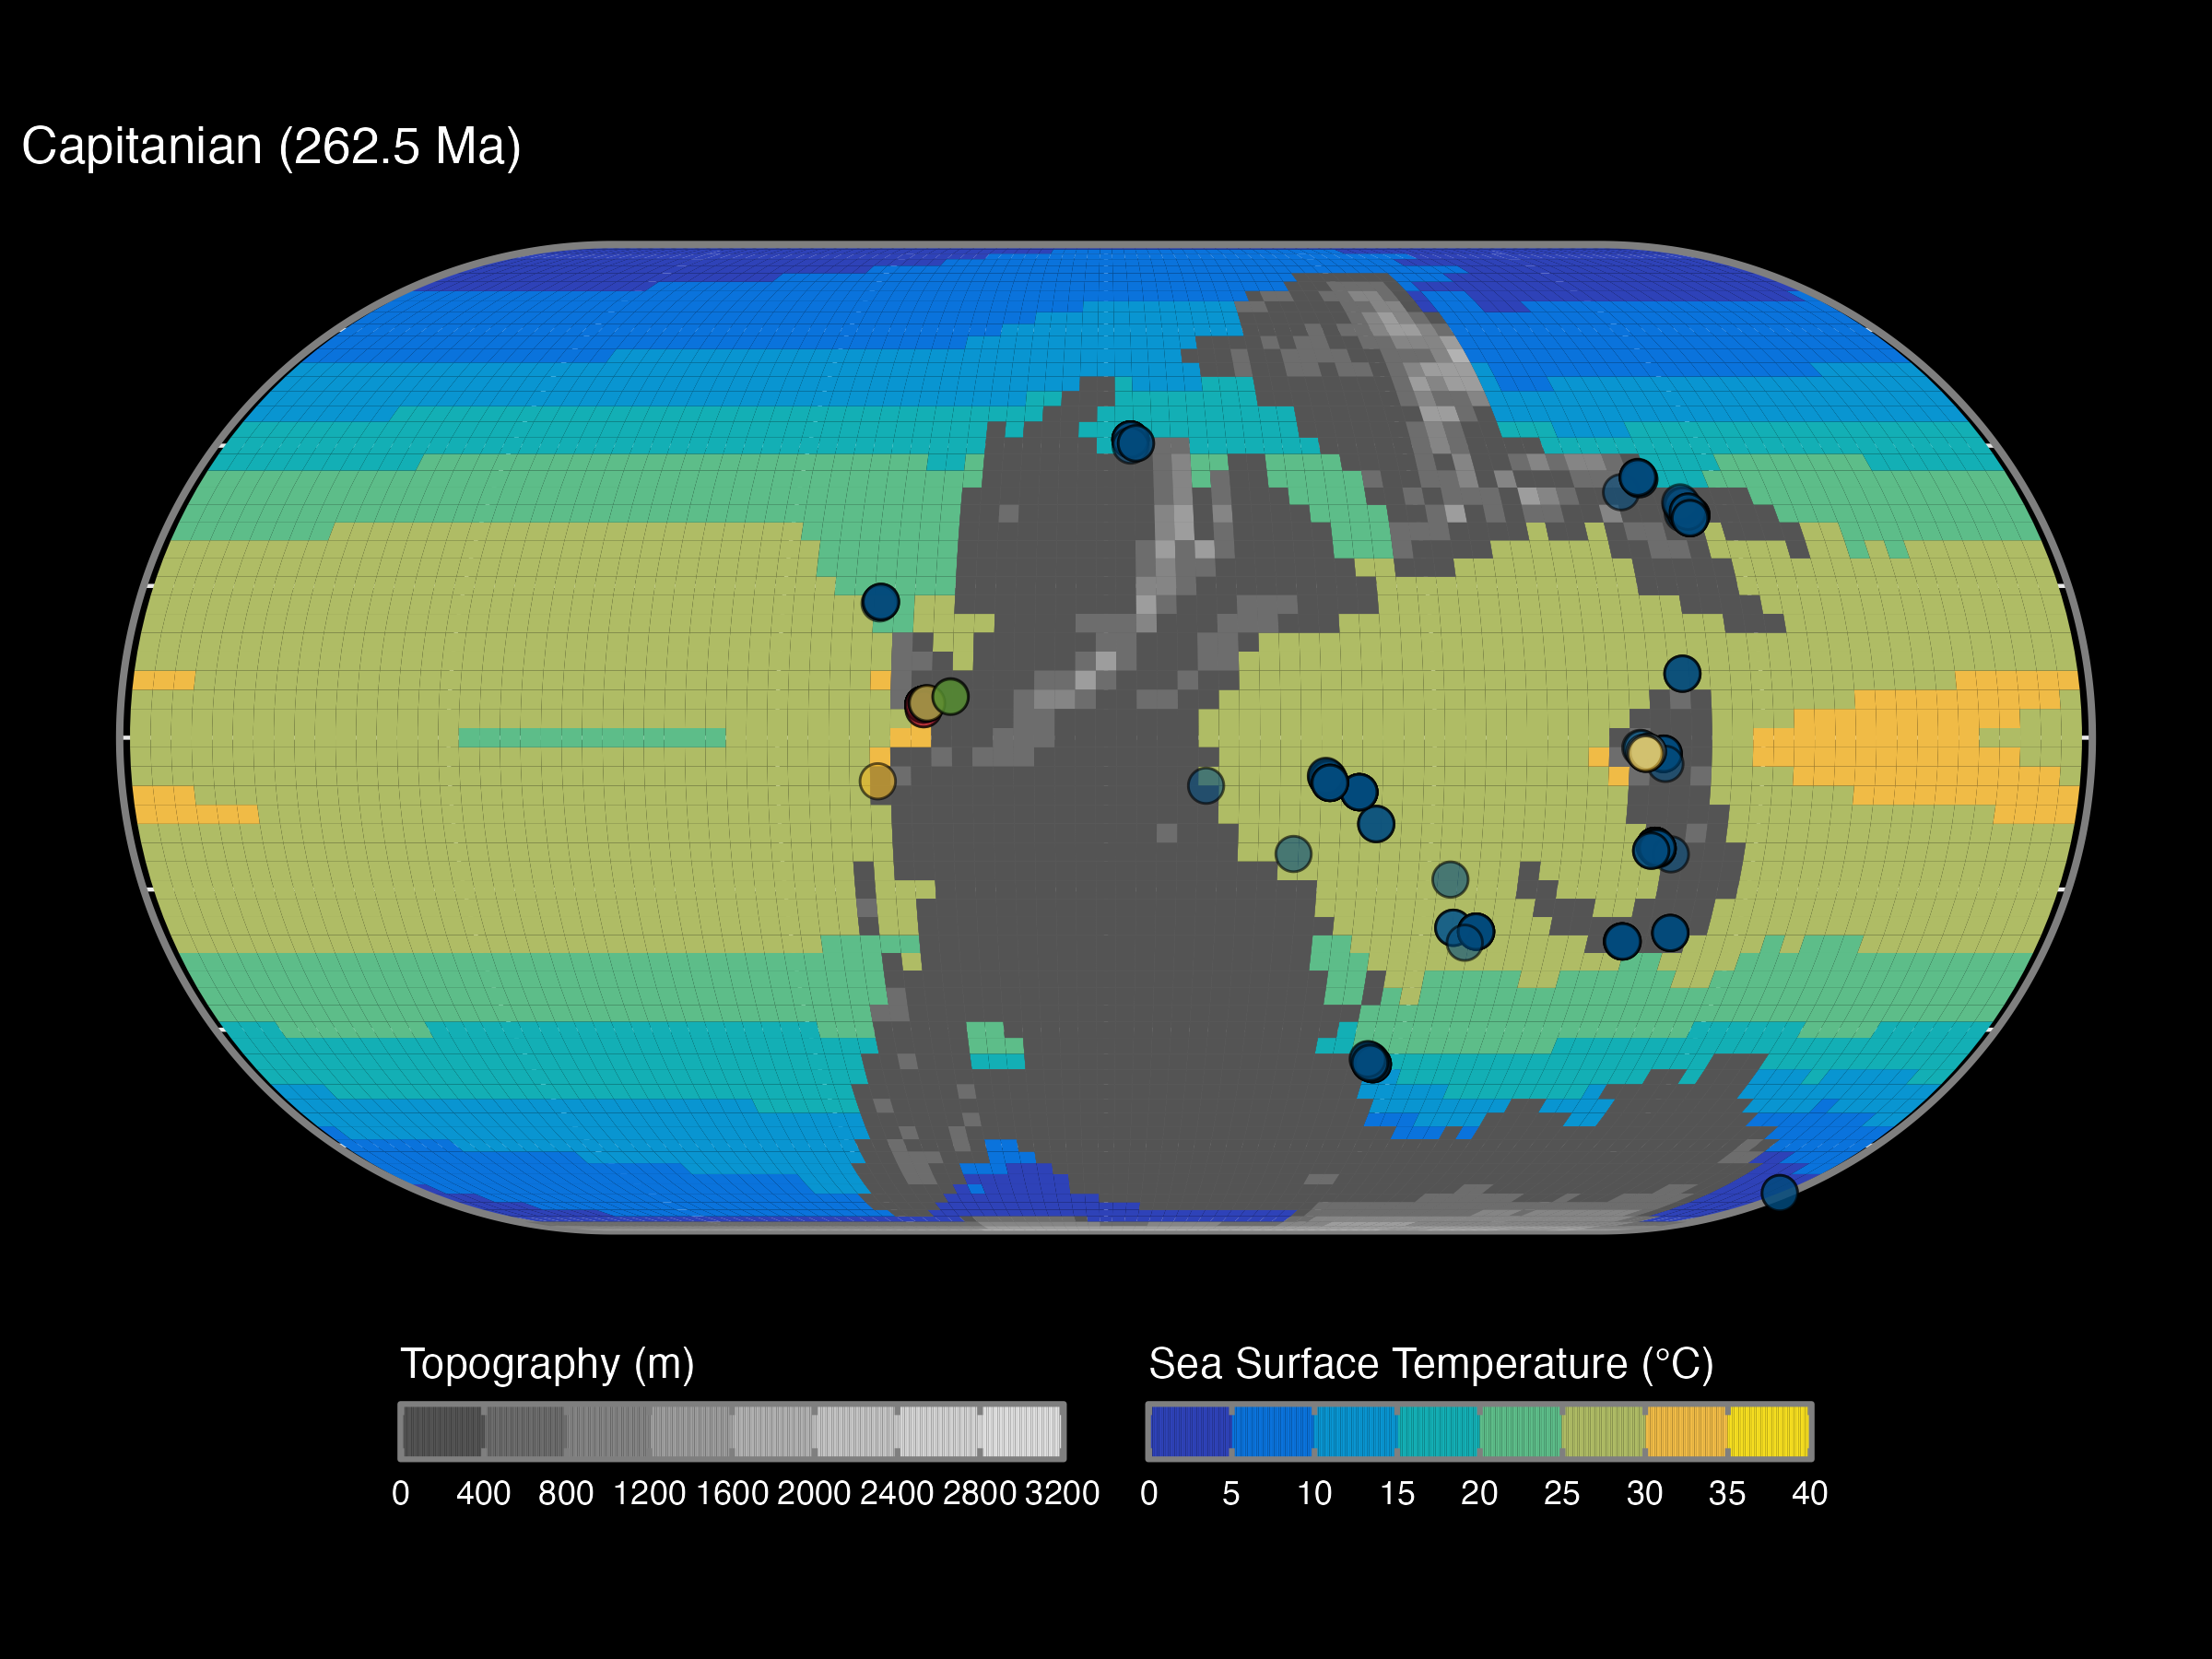 Capitanian (262.5 Ma)
Topography (m)
0 400 800 1200 1600 2000 2400 2800 3200
Sea Surface Temperature (°C)
0 5 10 15 20 25 30 35 40